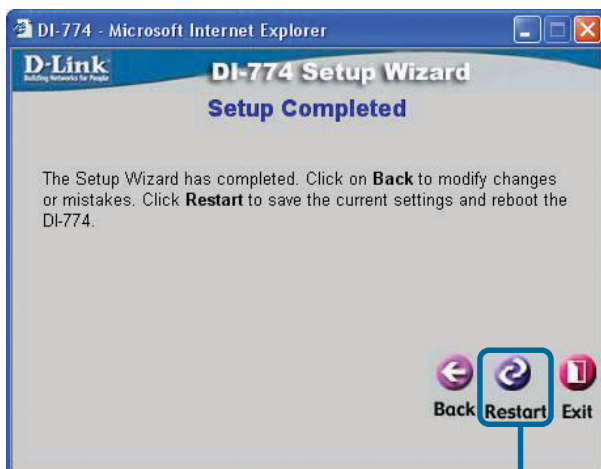 DI-774 - Microsoft Internet Explorer
D-Link
Building Networks for People
DI-774 Setup Wizard
Setup Completed
The Setup Wizard has completed. Click on Back to modify changes
or mistakes. Click Restart to save the current settings and reboot the
DI-774.
Back Restart Exit